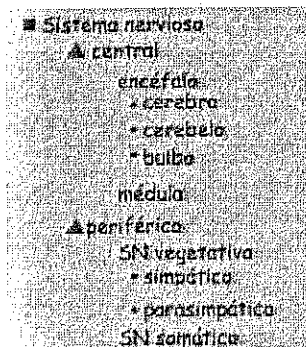 ■ Sistema nervioso
▲ central
encéfalo
• cerebro
• cerebelo
• bulbo
médula
▲ periférico
SN vegetativo
• simpático
• parasimpático
SN somático